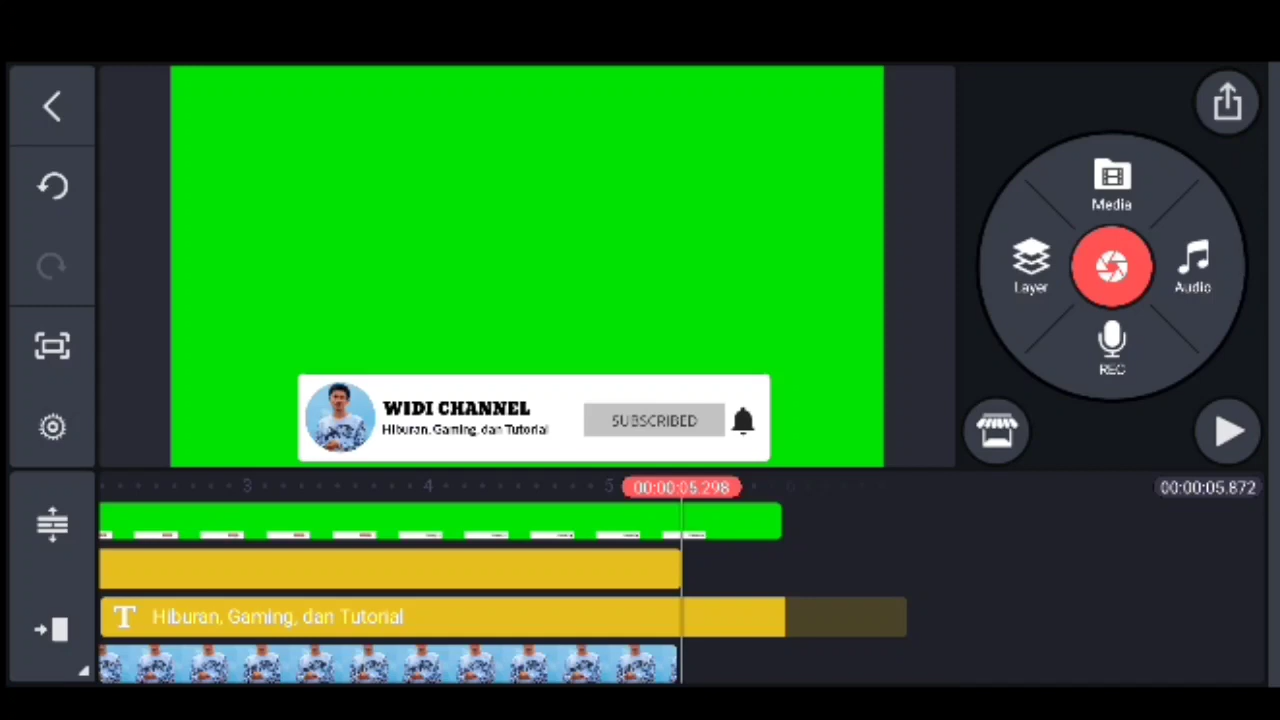 Media
Layer
Audio
REC
WIDI CHANNEL
Hiburan, Gaming, dan Tutorial
SUBSCRIBED
3
4
5
00:00:05.298
00:00:05.872
T Hiburan, Gaming, dan Tutorial